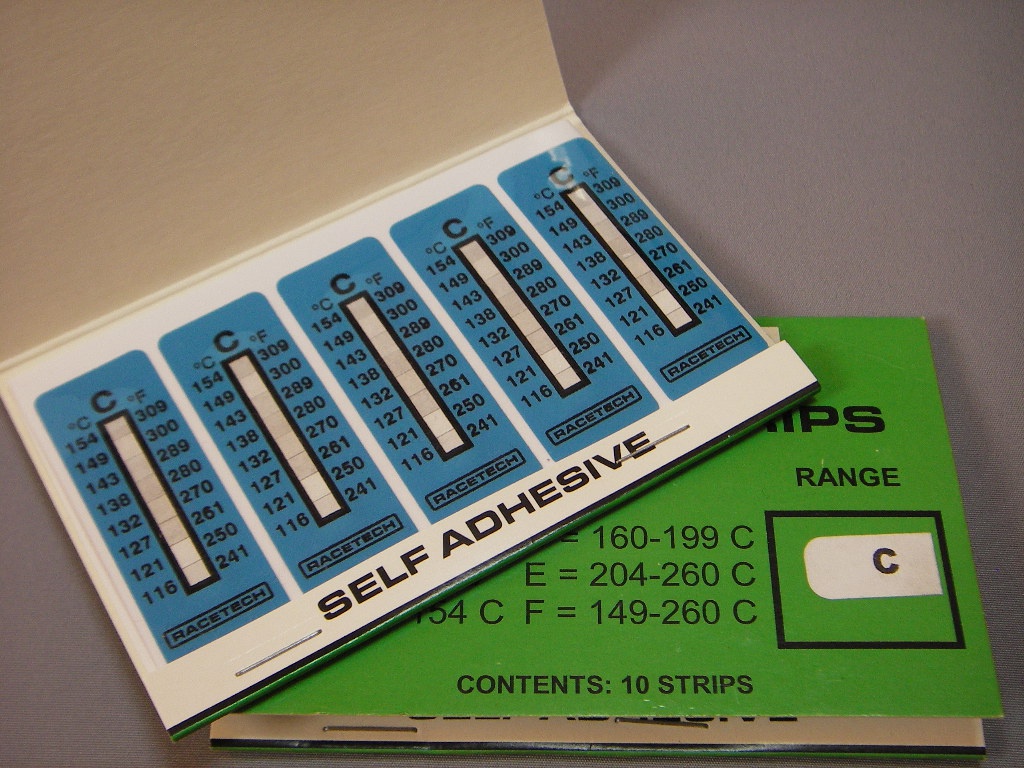 C
°C °F
154 309
149 300
143 289
138 280
132 270
127 261
121 250
116 241
RACETECH
C
°C °F
154 309
149 300
143 289
138 280
132 270
127 261
121 250
116 241
RACETECH
C
°C °F
154 309
149 300
143 289
138 280
132 270
127 261
121 250
116 241
RACETECH
C
°C °F
154 309
149 300
143 289
138 280
132 270
127 261
121 250
116 241
RACETECH
C
°C °F
154 309
149 300
143 289
138 280
132 270
127 261
121 250
116 241
RACETECH
SELF ADHESIVE
IPS
RANGE
= 160-199 C
E = 204-260 C
154 C F = 149-260 C
C
CONTENTS: 10 STRIPS
SELF ADHESIVE